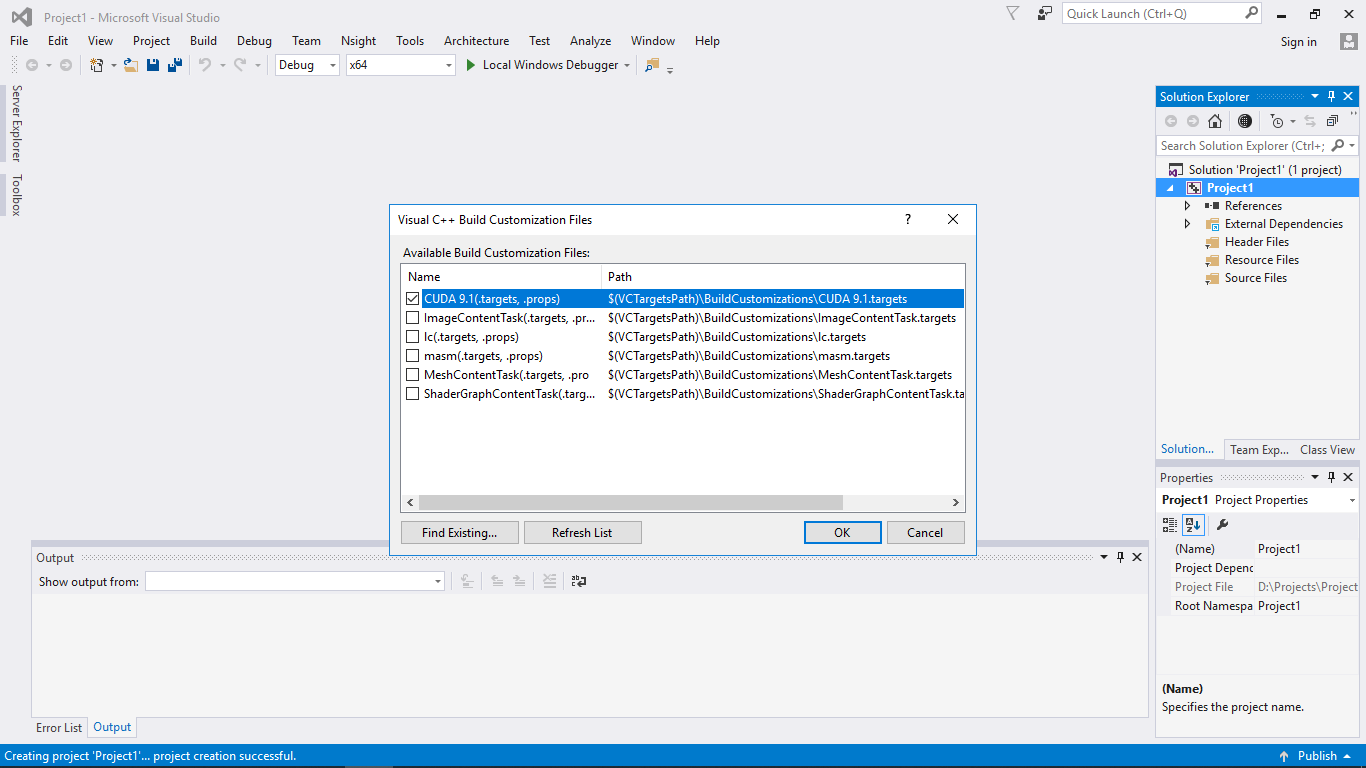 Project1 - Microsoft Visual Studio
Quick Launch (Ctrl+Q)
File Edit View Project Build Debug Team Nsight Tools Architecture Test Analyze Window Help
Sign in
Debug x64 Local Windows Debugger
Server Explorer
Toolbox
Solution Explorer
Search Solution Explorer (Ctrl+;
Solution 'Project1' (1 project)
Project1
References
External Dependencies
Header Files
Resource Files
Source Files
Solution... Team Exp... Class View
Visual C++ Build Customization Files
?
Available Build Customization Files:
Name Path
CUDA 9.1(.targets, .props) $(VCTargetsPath)\BuildCustomizations\CUDA 9.1.targets
ImageContentTask(.targets, .pr... $(VCTargetsPath)\BuildCustomizations\ImageContentTask.targets
lc(.targets, .props) $(VCTargetsPath)\BuildCustomizations\lc.targets
masm(.targets, .props) $(VCTargetsPath)\BuildCustomizations\masm.targets
MeshContentTask(.targets, .pro $(VCTargetsPath)\BuildCustomizations\MeshContentTask.targets
ShaderGraphContentTask(.targ... $(VCTargetsPath)\BuildCustomizations\ShaderGraphContentTask.ta
Find Existing... Refresh List OK Cancel
Properties
Project1 Project Properties
(Name) Project1
Project Depend
Project File D:\Projects\Project
Root Namespa Project1
(Name)
Specifies the project name.
Output
Show output from:
Error List Output
Creating project 'Project1'... project creation successful.
Publish